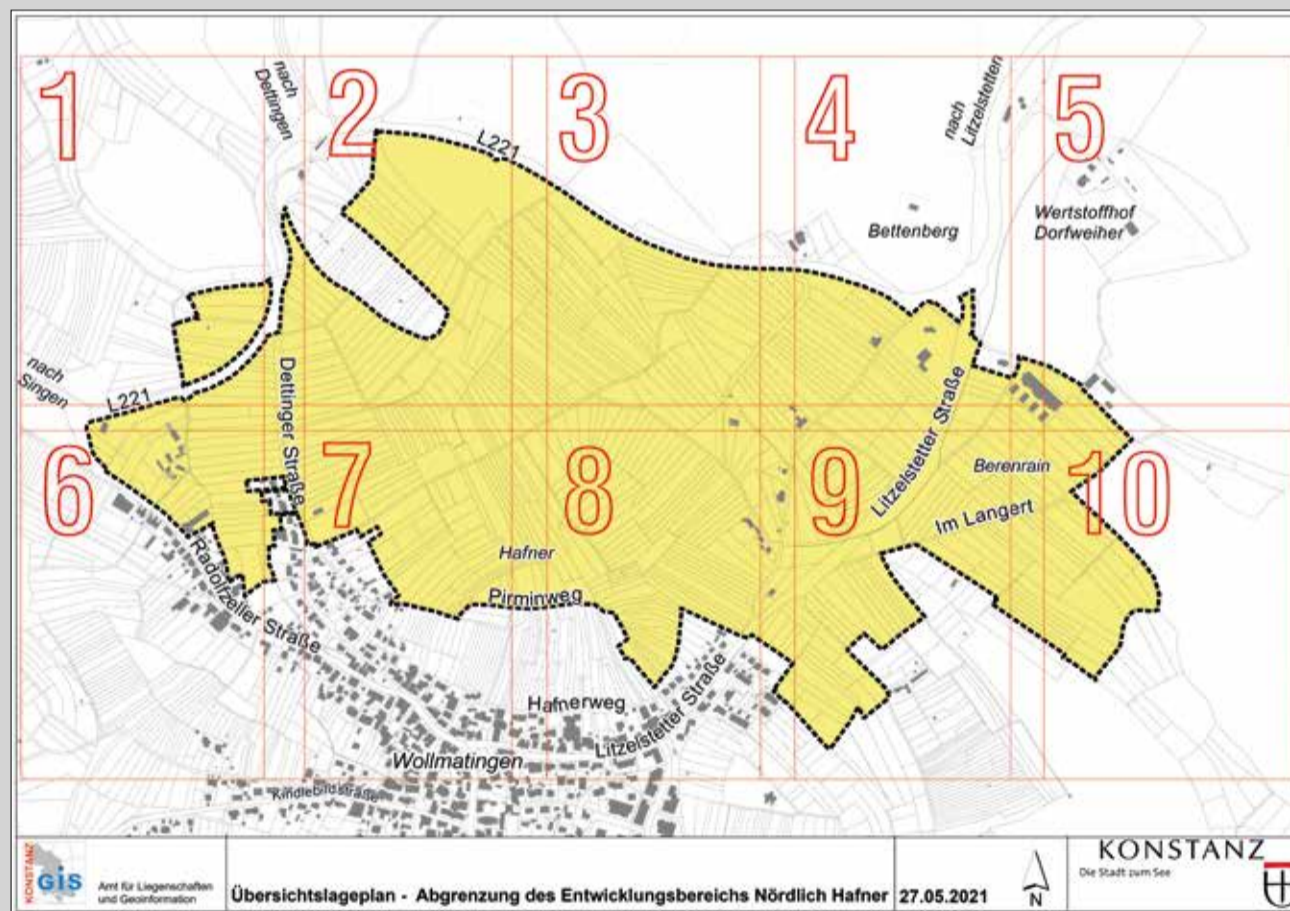 1
2
3
4
5
nach
Dettingen
L221
nach
Litzelstetten
Wertstoffhof
Dorfweiher
Bettenberg
nach
Singen
L221
Dettinger Straße
Litzelstetter Straße
6
7
8
9
10
Berenrain
Im Langert
Hafner
Pirminweg
Radolfzeller Straße
Hafnerweg
Litzelstetter Straße
Wollmatingen
Kindlebildstraße
KONSTANZ
GIS
Amt für Liegenschaften
und Geoinformation
Übersichtslageplan - Abgrenzung des Entwicklungsbereichs Nördlich Hafner
27.05.2021
N
KONSTANZ
Die Stadt zum See